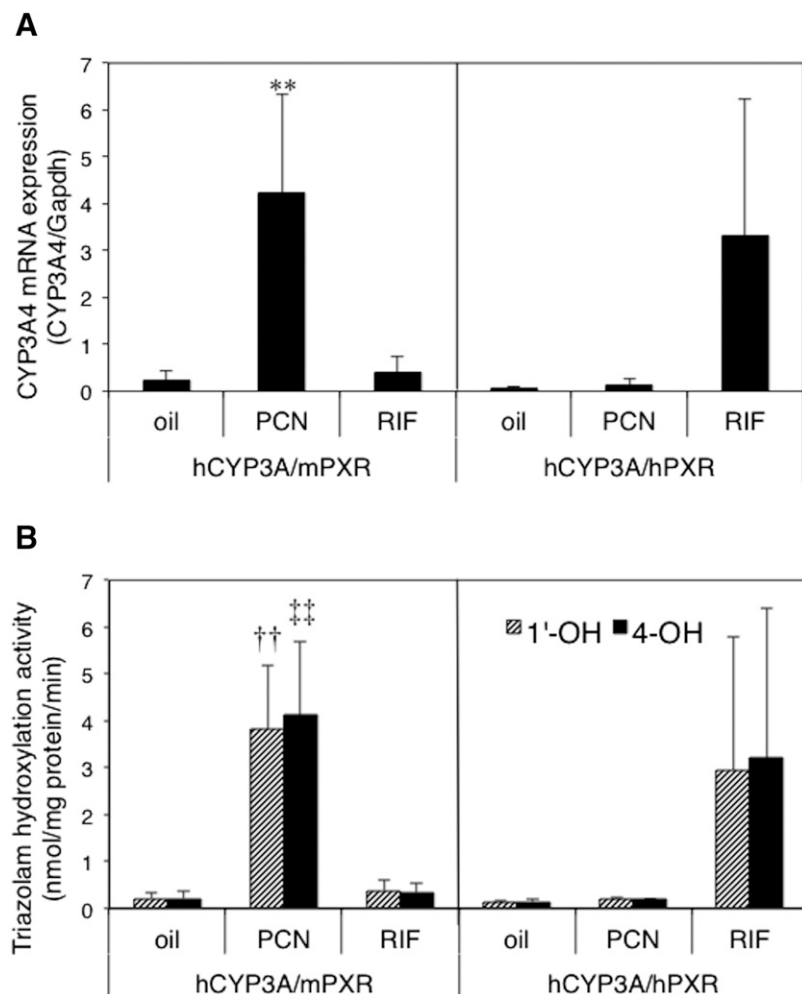 A
CYP3A4 mRNA expression
(CYP3A4/Gapdh)
7
6
5
4
3
2
1
0
**
oil PCN RIF oil PCN RIF
hCYP3A/mPXR hCYP3A/hPXR
B
Triazolam hydroxylation activity
(nmol/mg protein/min)
7
6
5
4
3
2
1
0
††
‡‡
1'-OH 4-OH
oil PCN RIF oil PCN RIF
hCYP3A/mPXR hCYP3A/hPXR